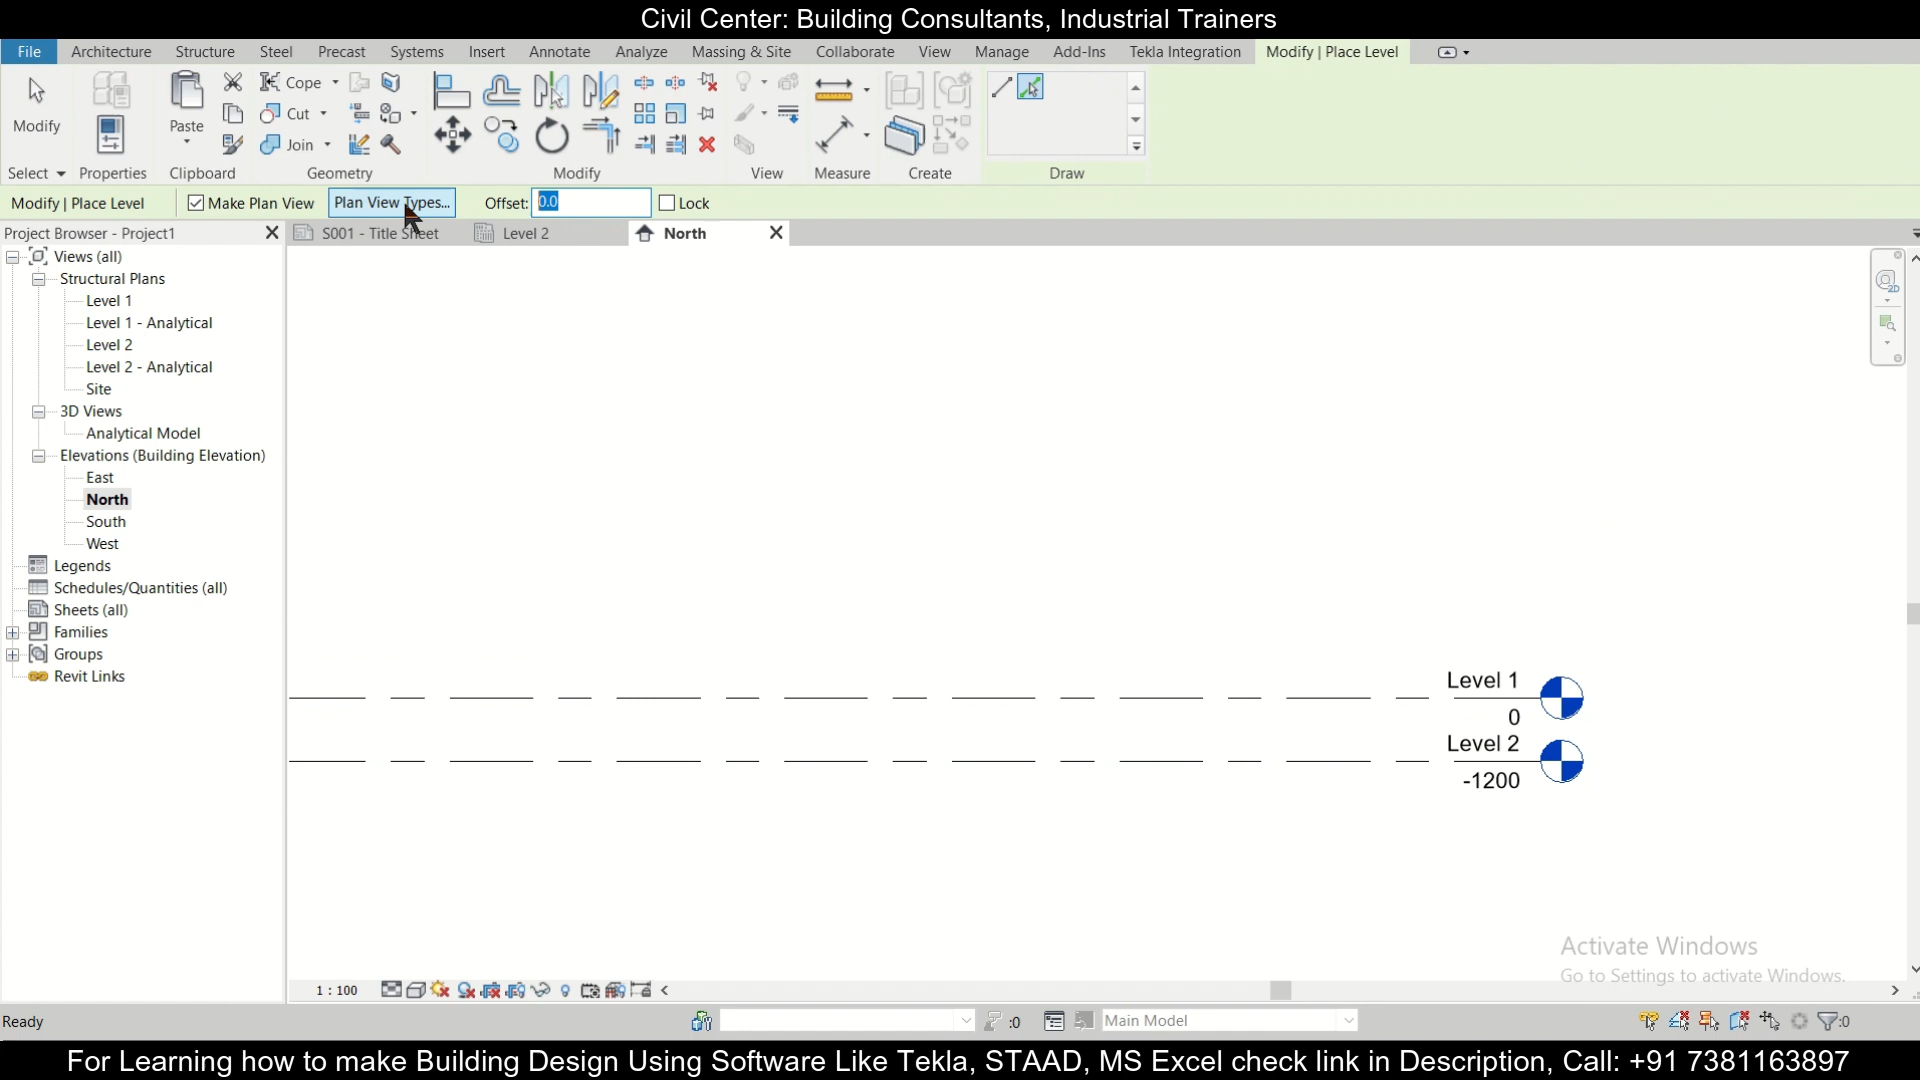 Civil Center: Building Consultants, Industrial Trainers
File Architecture Structure Steel Precast Systems Insert Annotate Analyze Massing & Site Collaborate View Manage Add-Ins Tekla Integration Modify | Place Level
Cope
Modify Paste Cut
Join
Select Properties Clipboard Geometry Modify View Measure Create Draw
Modify | Place Level Make Plan View Plan View Types... Offset: 0.0 Lock
Project Browser - Project1 S001 - Title Sheet Level 2 North
Views (all)
Structural Plans
Level 1
Level 1 - Analytical
Level 2
Level 2 - Analytical
Site
3D Views
Analytical Model
Elevations (Building Elevation)
East
North
South
West
Legends
Schedules/Quantities (all)
Sheets (all)
Families
Groups
Revit Links
Level 1
0
Level 2
-1200
Activate Windows
Go to Settings to activate Windows.
1 : 100
Ready :0 Main Model :0
For Learning how to make Building Design Using Software Like Tekla, STAAD, MS Excel check link in Description, Call: +91 7381163897